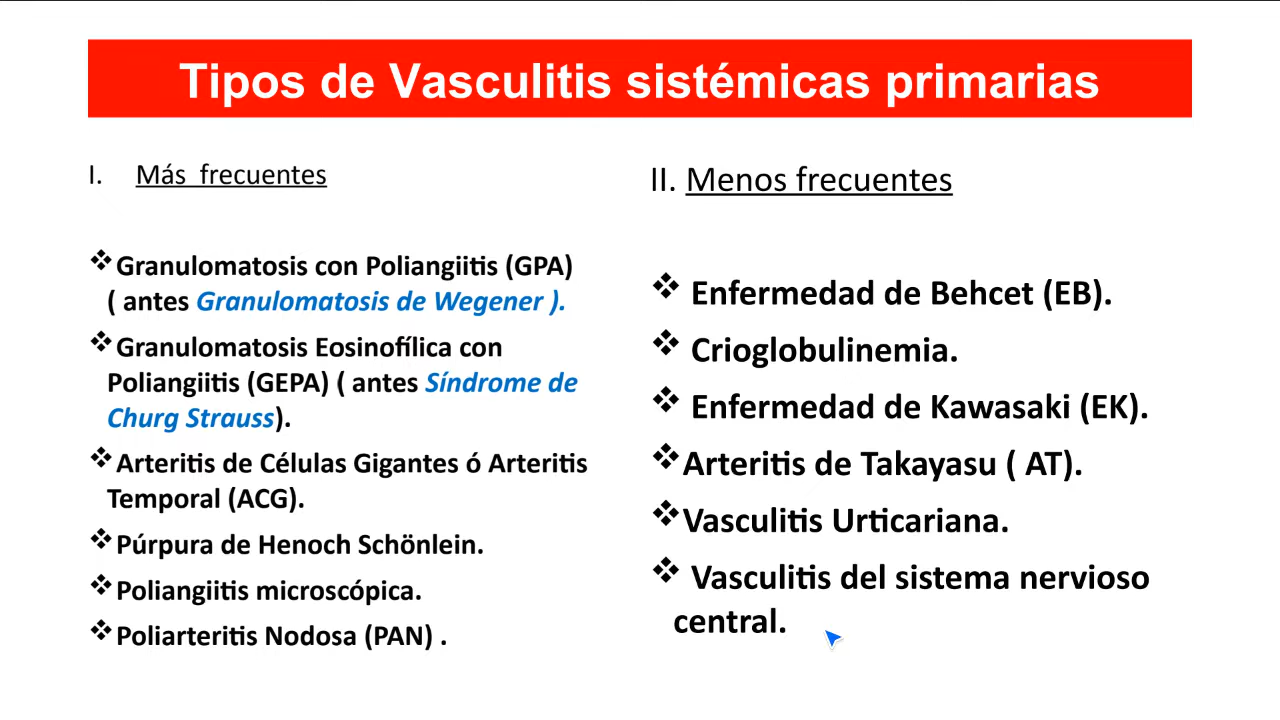 Tipos de Vasculitis sistémicas primarias
I. Más frecuentes
❖Granulomatosis con Poliangiitis (GPA)
( antes Granulomatosis de Wegener ).
❖Granulomatosis Eosinofílica con
Poliangiitis (GEPA) ( antes Síndrome de
Churg Strauss).
❖Arteritis de Células Gigantes ó Arteritis
Temporal (ACG).
❖Púrpura de Henoch Schönlein.
❖Poliangiitis microscópica.
❖Poliarteritis Nodosa (PAN) .
II. Menos frecuentes
❖ Enfermedad de Behcet (EB).
❖ Crioglobulinemia.
❖ Enfermedad de Kawasaki (EK).
❖Arteritis de Takayasu ( AT).
❖Vasculitis Urticariana.
❖ Vasculitis del sistema nervioso
central.